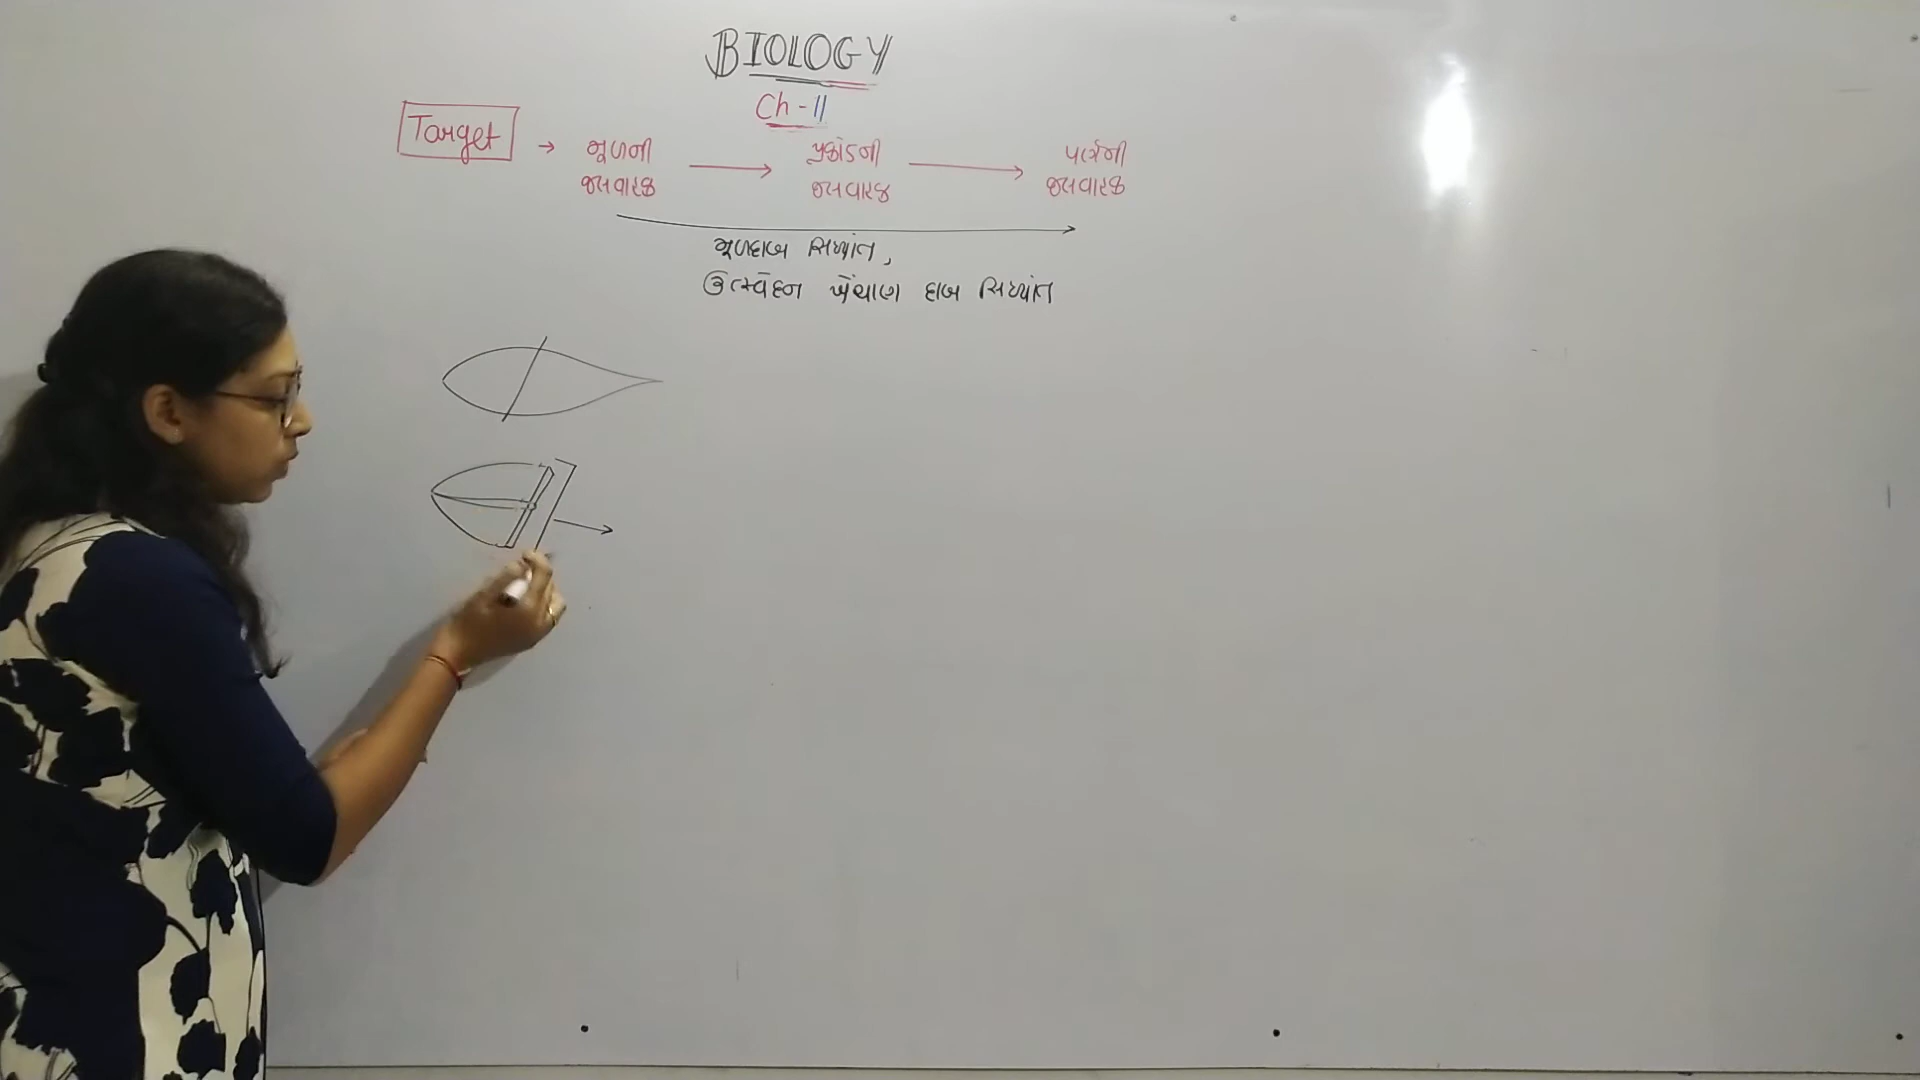 BIOLOGY
Ch - 11
Target → મૂળની → પ્રકાંડની → પર્ણની
જલવાહક જલવાહક જલવાહક
મૂળદાબ સિધ્ધાંત,
ઉત્સ્વેદન ખેંચાણ દાબ સિધ્ધાંત